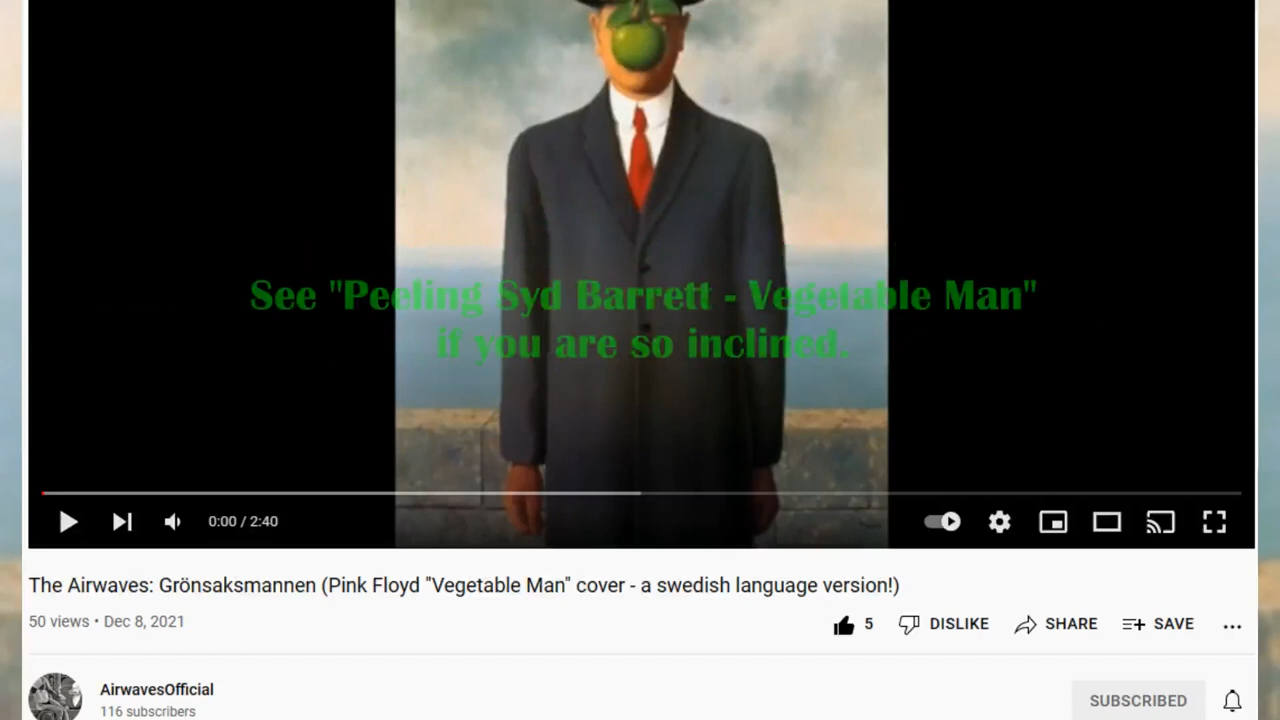 See "Peeling Syd Barrett - Vegetable Man"
if you are so inclined.
0:00 / 2:40
The Airwaves: Grönsaksmannen (Pink Floyd "Vegetable Man" cover - a swedish language version!)
50 views • Dec 8, 2021
5 DISLIKE SHARE SAVE
AirwavesOfficial
116 subscribers
SUBSCRIBED